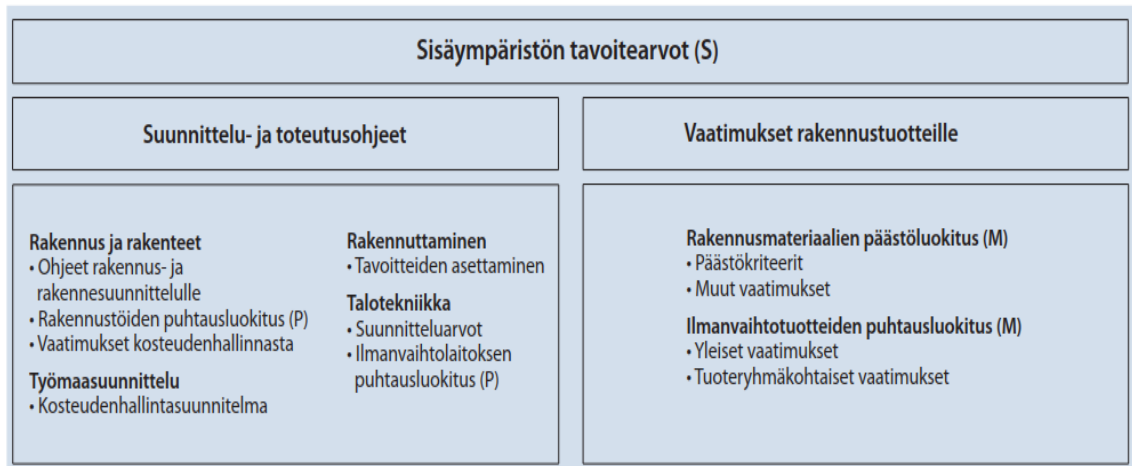 Sisäympäristön tavoitearvot (S)
Suunnittelu- ja toteutusohjeet
Rakennus ja rakenteet
• Ohjeet rakennus- ja
rakennesuunnittelulle
• Rakennustöiden puhtausluokitus (P)
• Vaatimukset kosteudenhallinnasta
Työmaasuunnittelu
• Kosteudenhallintasuunnitelma
Rakennuttaminen
• Tavoitteiden asettaminen
Talotekniikka
• Suunnitteluarvot
• Ilmanvaihtolaitoksen
puhtausluokitus (P)
Vaatimukset rakennustuotteille
Rakennusmateriaalien päästöluokitus (M)
• Päästökriteerit
• Muut vaatimukset
Ilmanvaihtotuotteiden puhtausluokitus (M)
• Yleiset vaatimukset
• Tuoteryhmäkohtaiset vaatimukset